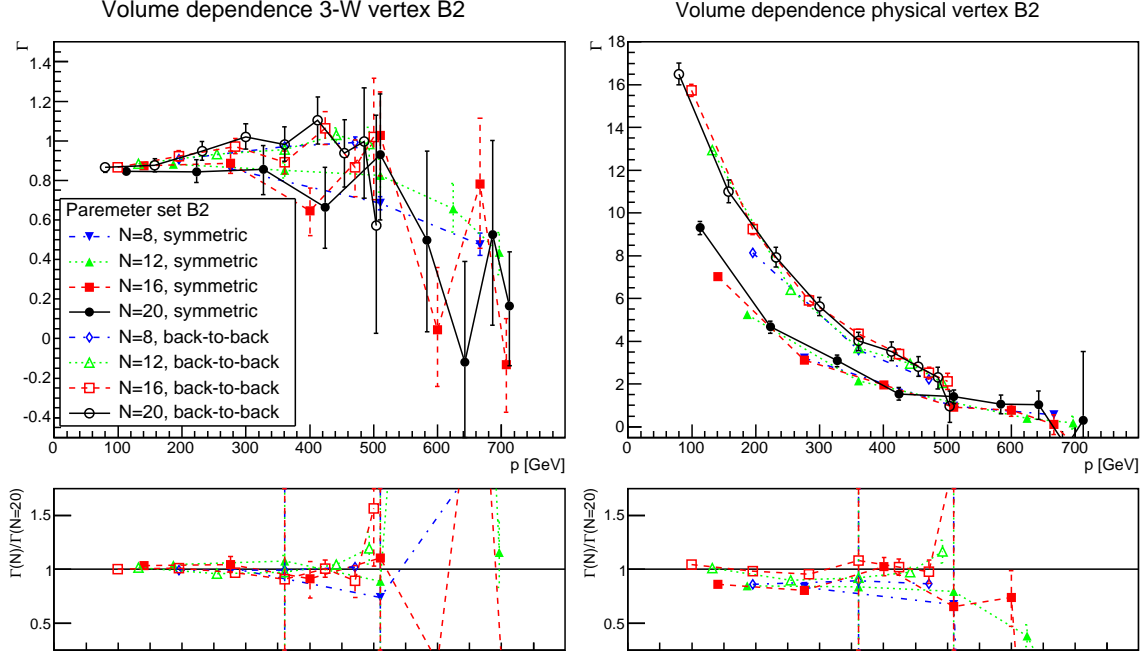 Volume dependence 3-W vertex B2
Γ
1.4
1.2
1
0.8
0.6
0.4
0.2
0
-0.2
-0.4
Paremeter set B2
N=8, symmetric
N=12, symmetric
N=16, symmetric
N=20, symmetric
N=8, back-to-back
N=12, back-to-back
N=16, back-to-back
N=20, back-to-back
0 100 200 300 400 500 600 700
p [GeV]
Γ(N)/Γ(N=20)
1.5
1
0.5
Volume dependence physical vertex B2
Γ
18
16
14
12
10
8
6
4
2
0
0 100 200 300 400 500 600 700
p [GeV]
Γ(N)/Γ(N=20)
1.5
1
0.5